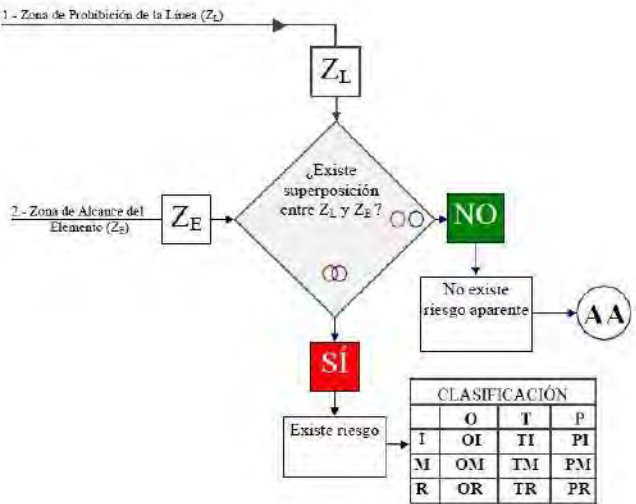 1.- Zona de Prohibición de la Línea (ZL)
ZL
¿Existe
superposición
entre ZL y ZE?
2.- Zona de Alcance del
Elemento (ZE)
ZE
NO
No existe
riesgo aparente
AA
SÍ
Existe riesgo
CLASIFICACIÓN
O T P
I OI TI PI
M OM TM PM
R OR TR PR